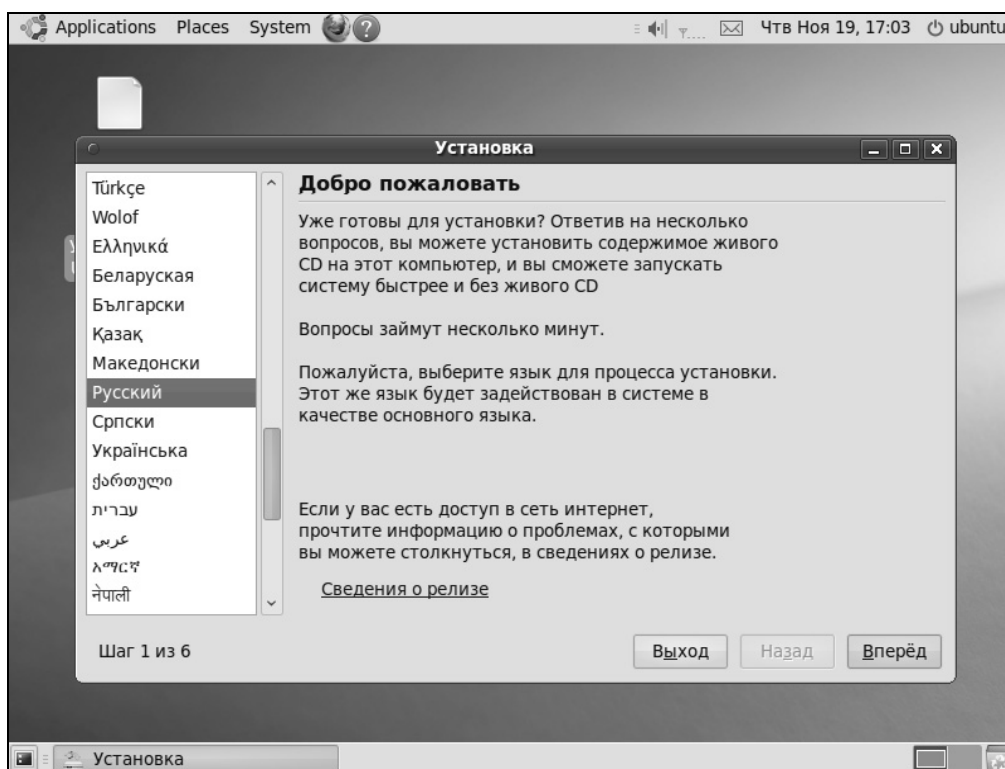 Applications Places System Чтв Ноя 19, 17:03 ubuntu
Установка
Türkçe
Wolof
Ελληνικά
Беларуская
Български
Қазақ
Македонски
Русский
Српски
Українська
ქართული
עברית
عربي
አማርኛ
नेपाली
Добро пожаловать
Уже готовы для установки? Ответив на несколько
вопросов, вы можете установить содержимое живого
CD на этот компьютер, и вы сможете запускать
систему быстрее и без живого CD
Вопросы займут несколько минут.
Пожалуйста, выберите язык для процесса установки.
Этот же язык будет задействован в системе в
качестве основного языка.
Если у вас есть доступ в сеть интернет,
прочтите информацию о проблемах, с которыми
вы можете столкнуться, в сведениях о релизе.
Сведения о релизе
Шаг 1 из 6
Выход Назад Вперёд
Установка